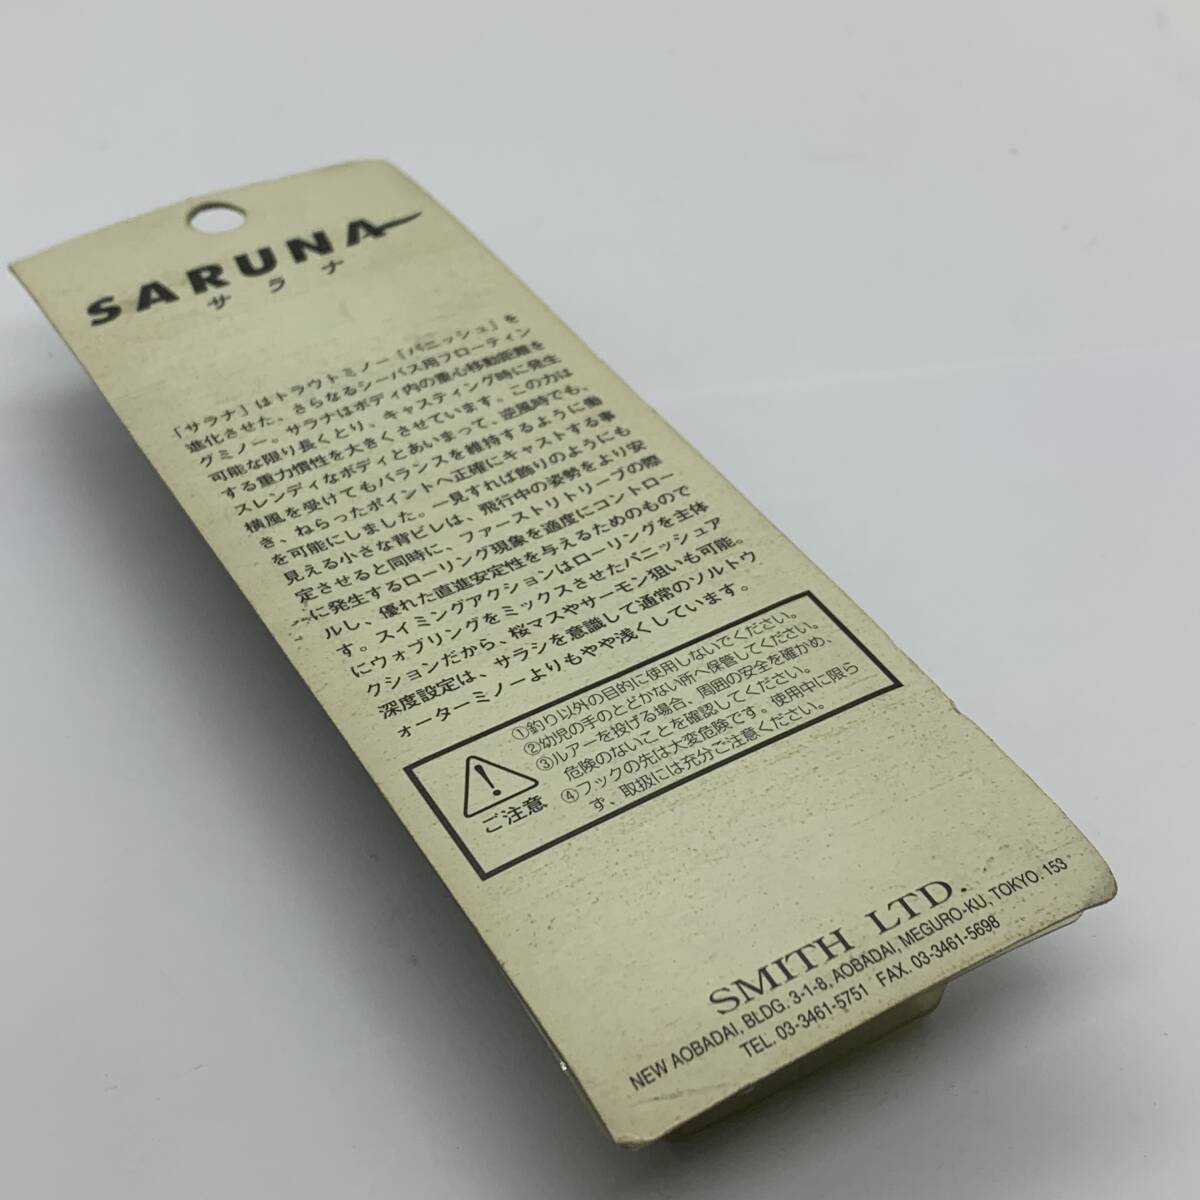 SARUNA
サラナ
「サラナ」はトラウトミノー「パニッシュ」を
進化させた、さらなるシーバス用フローティン
グミノー。サラナはボディ内の重心移動距離を
可能な限り長くとり、キャスティング時に発生
する重力慣性を大きくさせています。この力は
スレンディなボディとあいまって、逆風時でも、
横風を受けてもバランスを維持するように働
き、ねらったポイントへ正確にキャストする事
を可能にしました。一見すれば飾りのようにも
見える小さな背ビレは、飛行中の姿勢をより安
定させると同時に、ファーストリトリーブの際
に発生するローリング現象を適度にコントロー
ルし、優れた直進安定性を与えるためのもので
す。スイミングアクションはローリングを主体
にウォブリングをミックスさせたパニッシュア
クションだから、桜マスやサーモン狙いも可能。
深度設定は、サラシを意識して通常のソルトウ
ォーターミノーよりもやや浅くしています。
ご注意
①釣り以外の目的に使用しないでください。
②幼児の手のとどかない所へ保管してください。
③ルアーを投げる場合、周囲の安全を確かめ、
危険のないことを確認してください。
④フックの先は大変危険です。使用中に限ら
ず、取扱には充分ご注意ください。
SMITH LTD.
NEW AOBADAI, BLDG. 3-1-8, AOBADAI, MEGURO-KU, TOKYO. 153
TEL. 03-3461-5751 FAX. 03-3461-5698